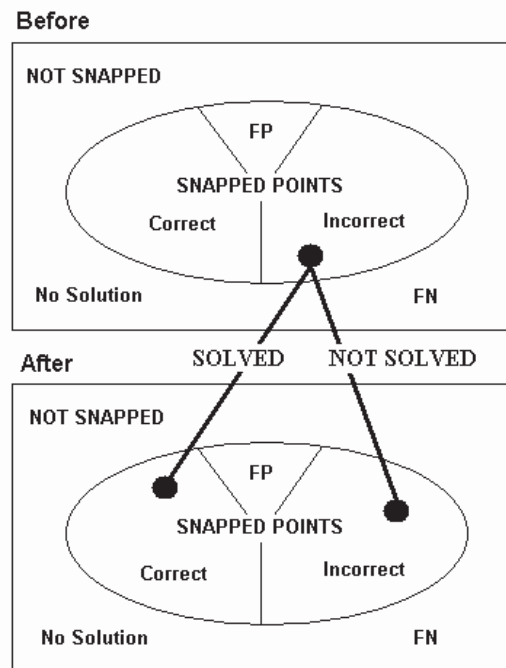 Before
NOT SNAPPED
FP
SNAPPED POINTS
Correct Incorrect
No Solution FN
After SOLVED NOT SOLVED
NOT SNAPPED
FP
SNAPPED POINTS
Correct Incorrect
No Solution FN